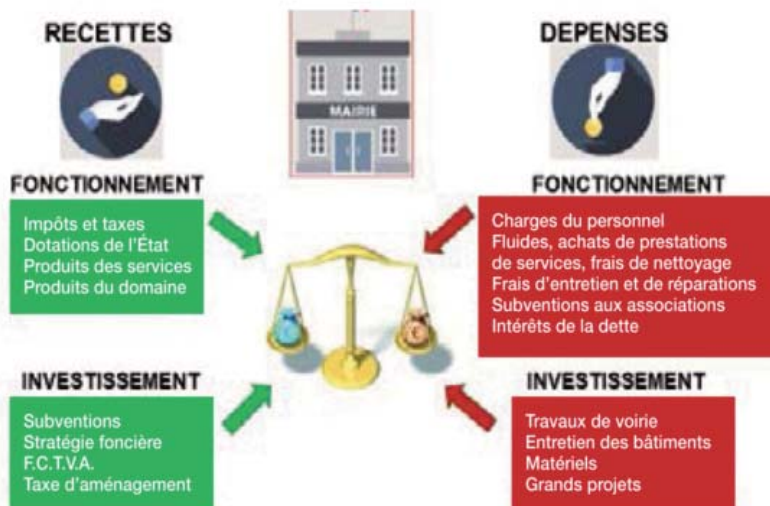 RECETTES
MAIRIE
DEPENSES
FONCTIONNEMENT
Impôts et taxes
Dotations de l'État
Produits des services
Produits du domaine
FONCTIONNEMENT
Charges du personnel
Fluides, achats de prestations
de services, frais de nettoyage
Frais d'entretien et de réparations
Subventions aux associations
Intérêts de la dette
INVESTISSEMENT
Subventions
Stratégie foncière
F.C.T.V.A.
Taxe d'aménagement
INVESTISSEMENT
Travaux de voirie
Entretien des bâtiments
Matériels
Grands projets